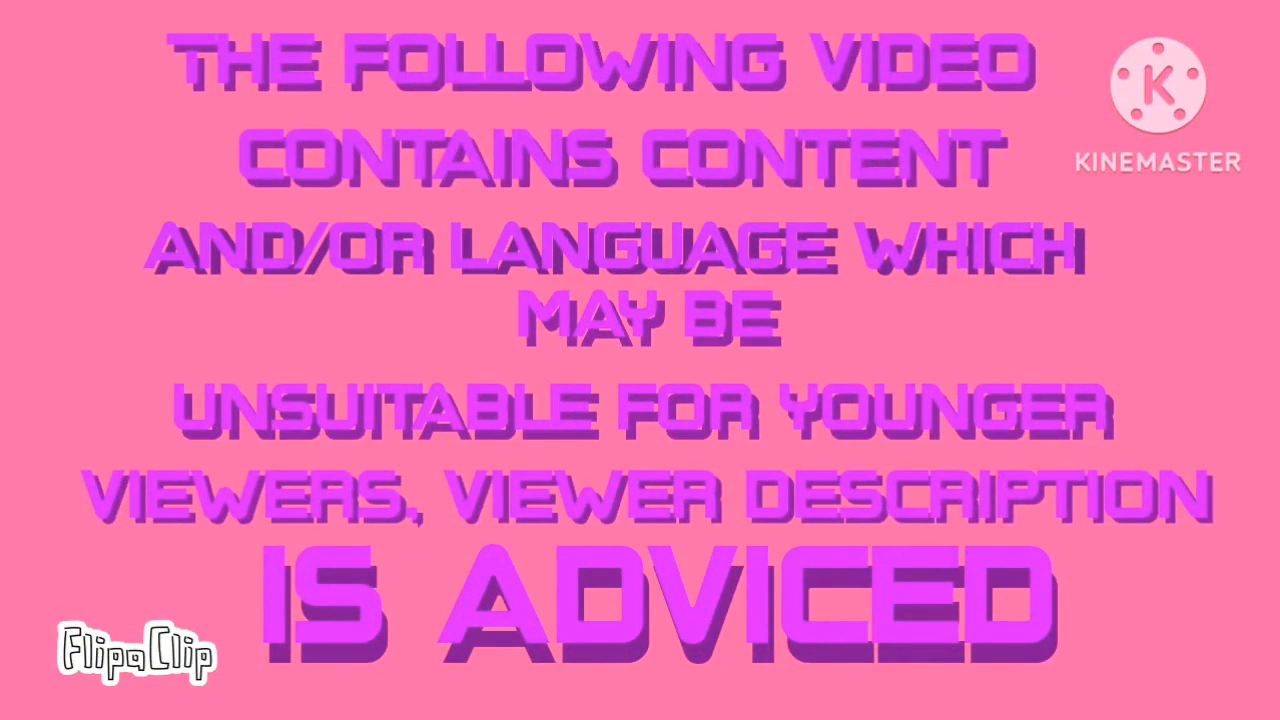 THE FOLLOWING VIDEO
CONTAINS CONTENT
AND/OR LANGUAGE WHICH
MAY BE
UNSUITABLE FOR YOUNGER
VIEWERS, VIEWER DESCRIPTION
IS ADVICED
K
KINEMASTER
FlipaClip